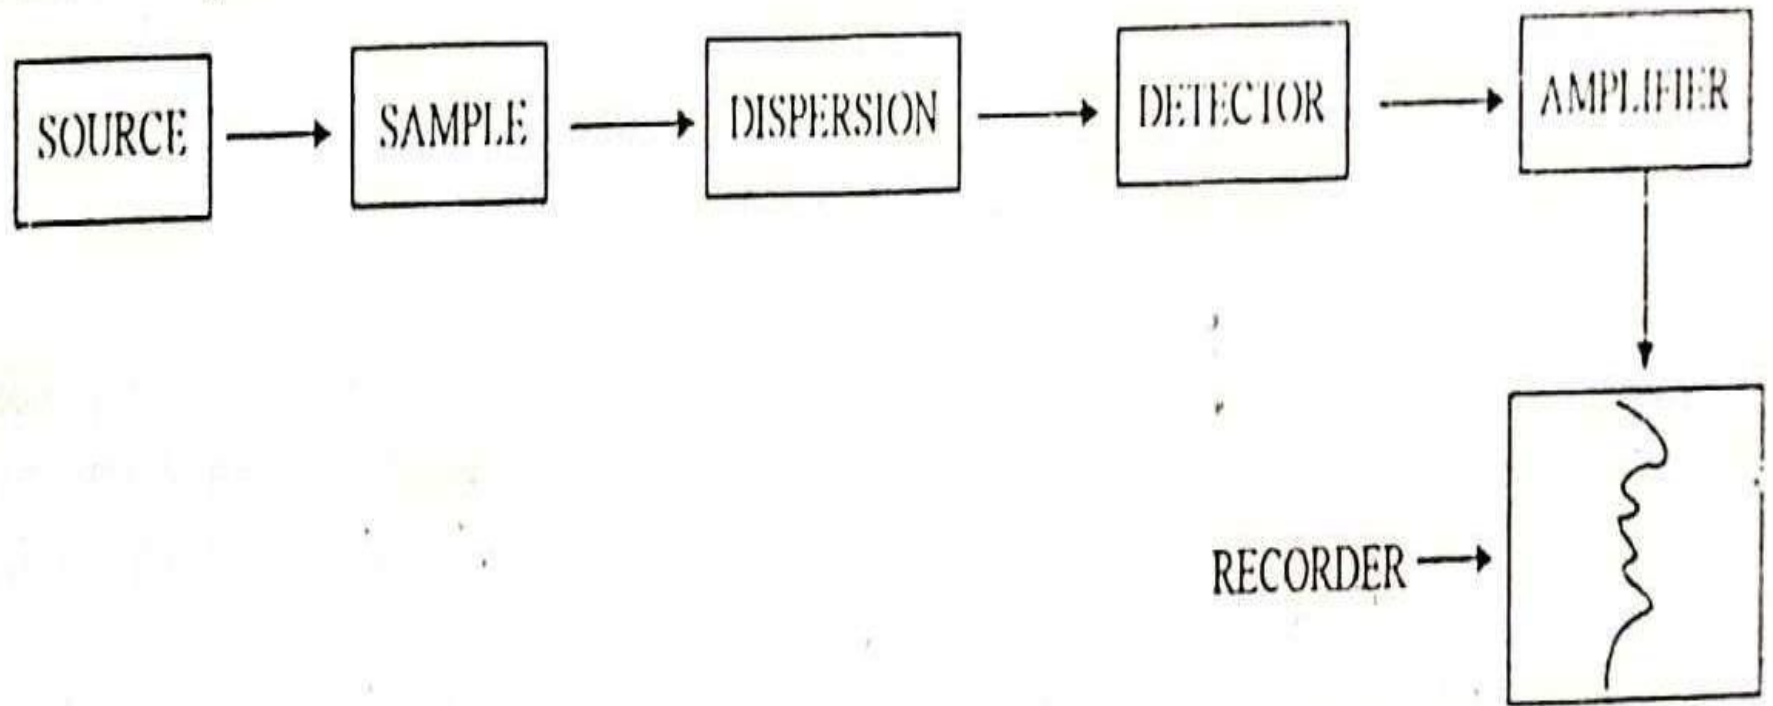 SOURCE
SAMPLE
DISPERSION
DETECTOR
AMPLIFIER
RECORDER